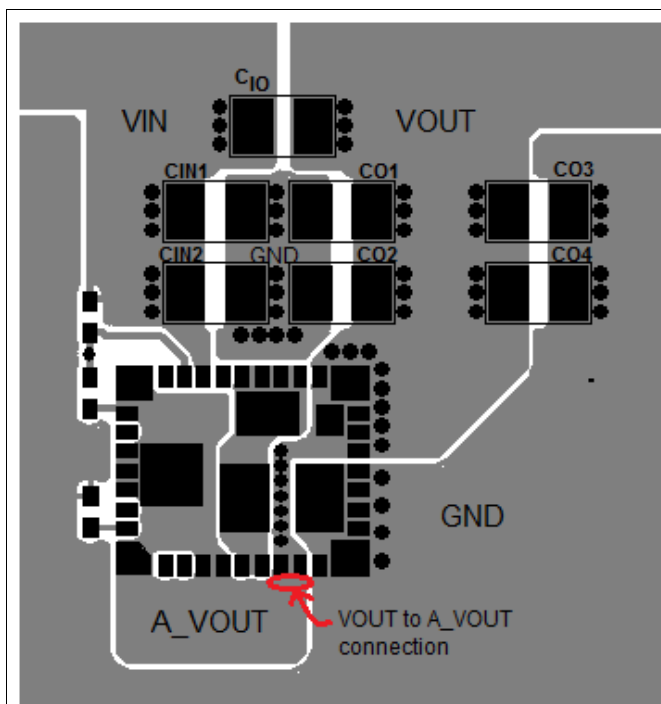 CIO
VIN
VOUT
CIN1
CO1
CO3
CIN2
GND
CO2
CO4
GND
A_VOUT
VOUT to A_VOUT
connection